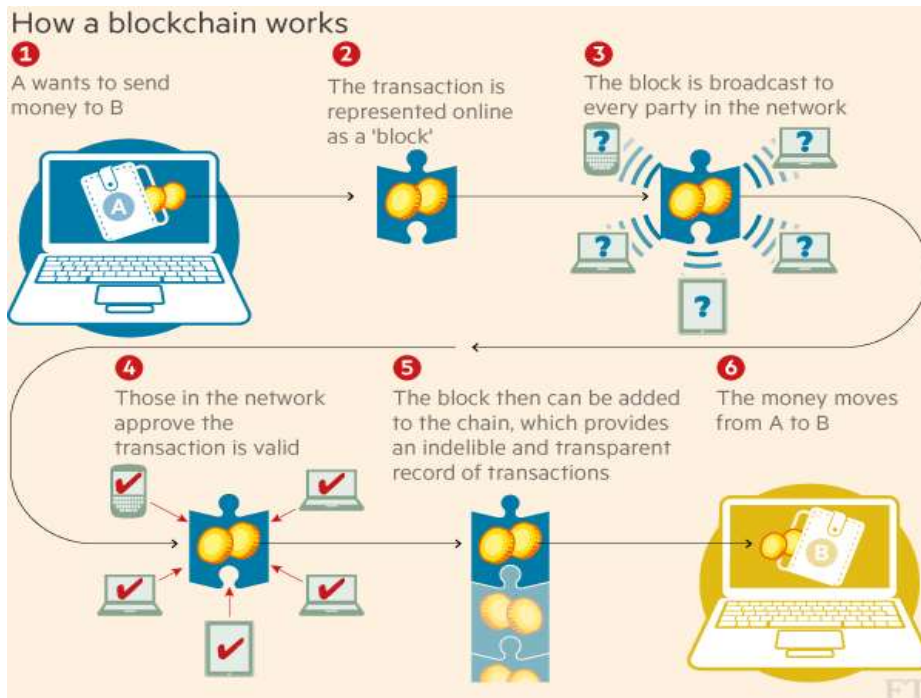 How a blockchain works
1
A wants to send
money to B
A
2
The transaction is
represented online
as a 'block'
3
The block is broadcast to
every party in the network
?
?
?
?
?
4
Those in the network
approve the
transaction is valid
5
The block then can be added
to the chain, which provides
an indelible and transparent
record of transactions
6
The money moves
from A to B
B
FT